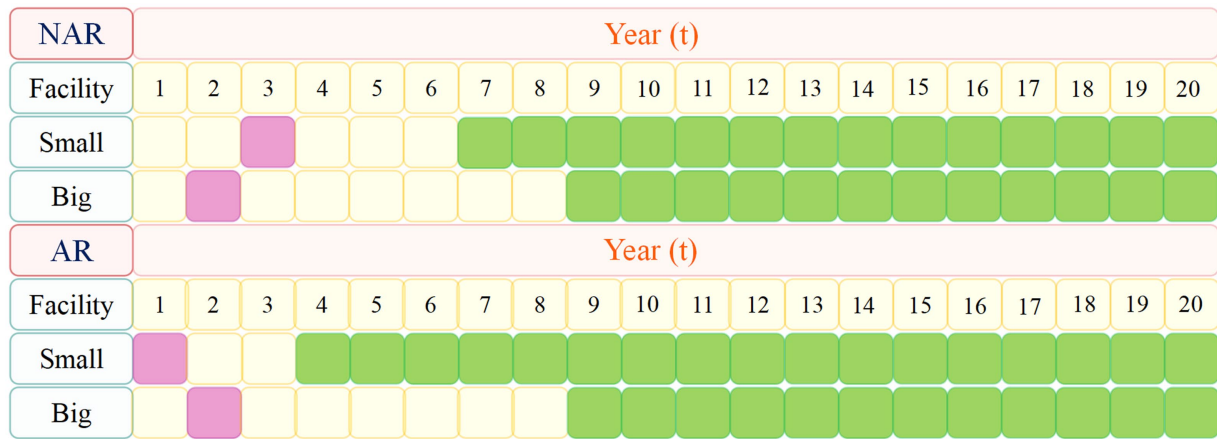 NAR Year (t)
Facility 1 2 3 4 5 6 7 8 9 10 11 12 13 14 15 16 17 18 19 20
Small
Big
AR Year (t)
Facility 1 2 3 4 5 6 7 8 9 10 11 12 13 14 15 16 17 18 19 20
Small
Big